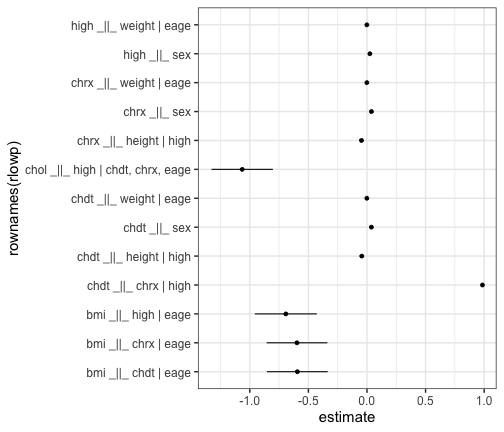 high _||_ weight | eage
high _||_ sex
chrx _||_ weight | eage
chrx _||_ sex
chrx _||_ height | high
chol _||_ high | chdt, chrx, eage
chdt _||_ weight | eage
chdt _||_ sex
chdt _||_ height | high
chdt _||_ chrx | high
bmi _||_ high | eage
bmi _||_ chrx | eage
bmi _||_ chdt | eage
rownames(rlowp)
-1.0 -0.5 0.0 0.5 1.0
estimate